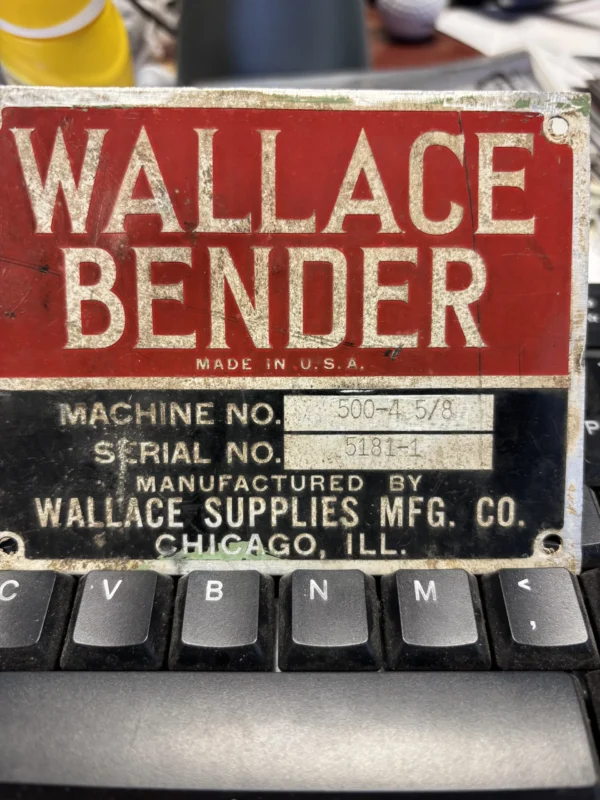 WALLACE
BENDER
MADE IN U.S.A.
MACHINE NO. 500-4 5/8
SERIAL NO. 5181-1
MANUFACTURED BY
WALLACE SUPPLIES MFG. CO.
CHICAGO, ILL.
C V B N M <
,
P